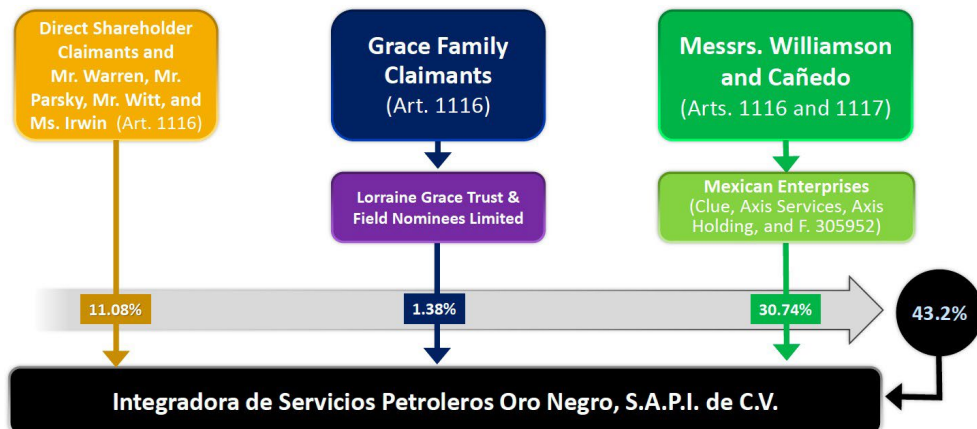 Direct Shareholder
Claimants and
Mr. Warren, Mr.
Parsky, Mr. Witt, and
Ms. Irwin (Art. 1116)
Grace Family
Claimants
(Art. 1116)
Messrs. Williamson
and Cañedo
(Arts. 1116 and 1117)
Lorraine Grace Trust &
Field Nominees Limited
Mexican Enterprises
(Clue, Axis Services, Axis
Holding, and F. 305952)
11.08%
1.38%
30.74%
43.2%
Integradora de Servicios Petroleros Oro Negro, S.A.P.I. de C.V.